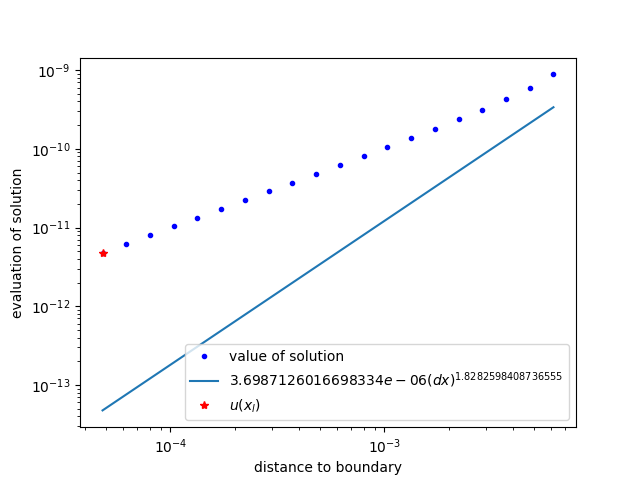 10⁻⁹
10⁻¹⁰
10⁻¹¹
10⁻¹²
10⁻¹³
evaluation of solution
value of solution
3.6987126016698334e − 06(dx)^1.8282598408736555
u(x_l)
10⁻⁴
10⁻³
distance to boundary